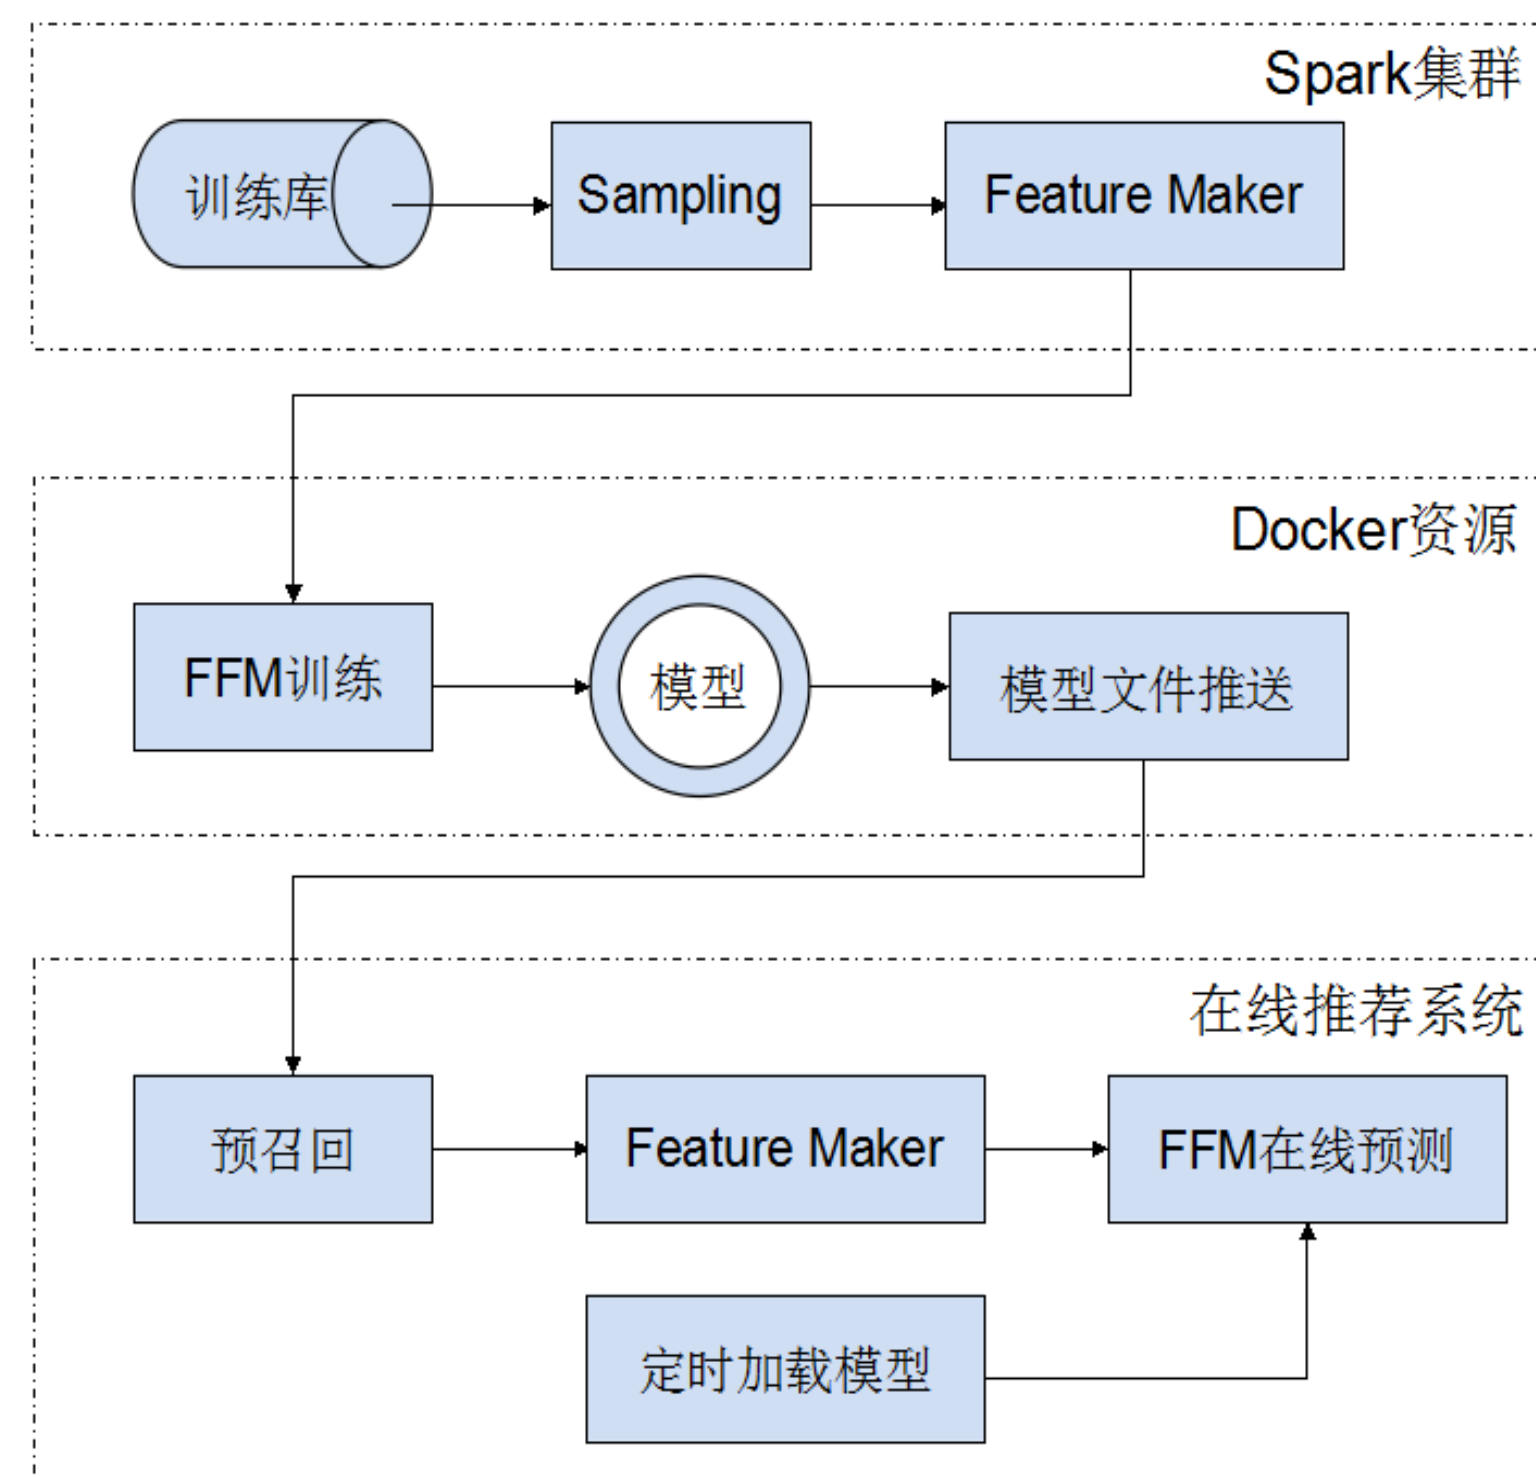 Spark集群
训练库
Sampling
Feature Maker
Docker资源
FFM训练
模型
模型文件推送
在线推荐系统
预召回
Feature Maker
FFM在线预测
定时加载模型